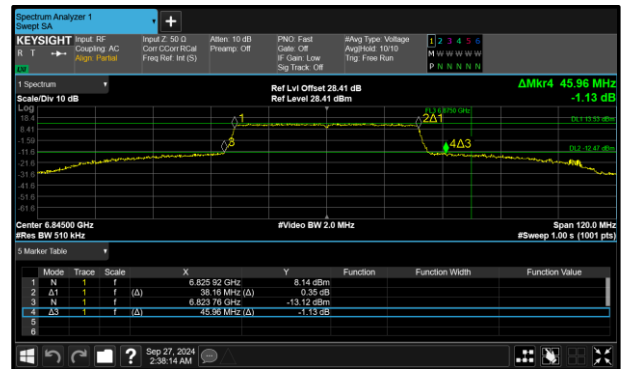 Spectrum Analyzer 1
Swept SA
+
KEYSIGHT Input: RF Input Z: 50 Ω Atten: 10 dB PNO: Fast #Avg Type: Voltage 1 2 3 4 5 6
R T Coupling: AC Corr CCorr RCal Preamp: Off Gate: Off Avg|Hold: 10/10 M W W W W W
Align: Partial Freq Ref: Int (S) IF Gain: Low Trig: Free Run
Sig Track: Off P N N N N N
1 Spectrum Ref Lvl Offset 28.41 dB ΔMkr4 45.96 MHz
Scale/Div 10 dB Ref Level 28.41 dBm -1.13 dB
Log
FL3 6.8750 GHz
18.4 1 2Δ1 DL1 13.53 dBm
8.41
-1.59 3 4Δ3
-11.6 DL2 -12.47 dBm
-21.6
-31.6
-41.6
-51.6
-61.6
Center 6.84500 GHz #Video BW 2.0 MHz Span 120.0 MHz
#Res BW 510 kHz #Sweep 1.00 s (1001 pts)
5 Marker Table
Mode Trace Scale X Y Function Function Width Function Value
1 N 1 f 6.825 92 GHz 8.14 dBm
2 Δ1 1 f (Δ) 38.16 MHz (Δ) 0.35 dB
3 N 1 f 6.823 76 GHz -13.12 dBm
4 Δ3 1 f (Δ) 45.96 MHz (Δ) -1.13 dB
5
6
? Sep 27, 2024
2:38:14 AM